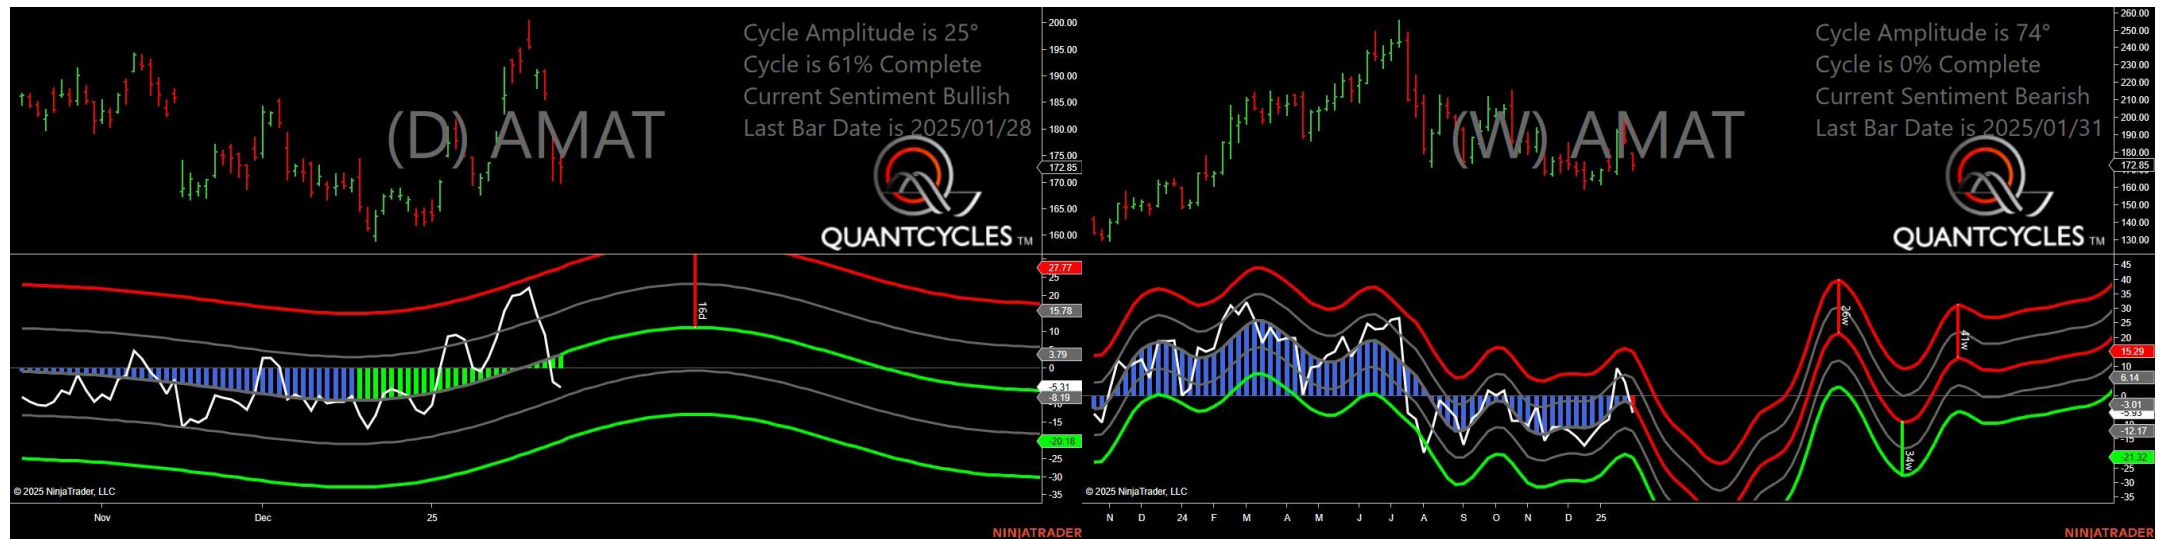 Cycle Amplitude is 25°
Cycle is 61% Complete
Current Sentiment Bullish
Last Bar Date is 2025/01/28
(D) AMAT
QUANTCYCLES TM
200.00
195.00
190.00
185.00
180.00
175.00
172.85
170.00
165.00
160.00
27.77
25
20
15.78
10
3.79
0
-5.31
-8.19
-15
-20.18
-25
-30
-35
16d
© 2025 NinjaTrader, LLC
Nov
Dec
25
NINJATRADER
Cycle Amplitude is 74°
Cycle is 0% Complete
Current Sentiment Bearish
Last Bar Date is 2025/01/31
(W) AMAT
QUANTCYCLES TM
260.00
250.00
240.00
230.00
220.00
210.00
200.00
190.00
180.00
172.85
160.00
150.00
140.00
130.00
45
40
35
30
25
20
15.29
6.14
0
-3.01
-5.93
-12.17
-15
-21.32
-25
-30
-35
26w
41w
34w
© 2025 NinjaTrader, LLC
N D 24 F M A M J J A S O N D 25
NINJATRADER